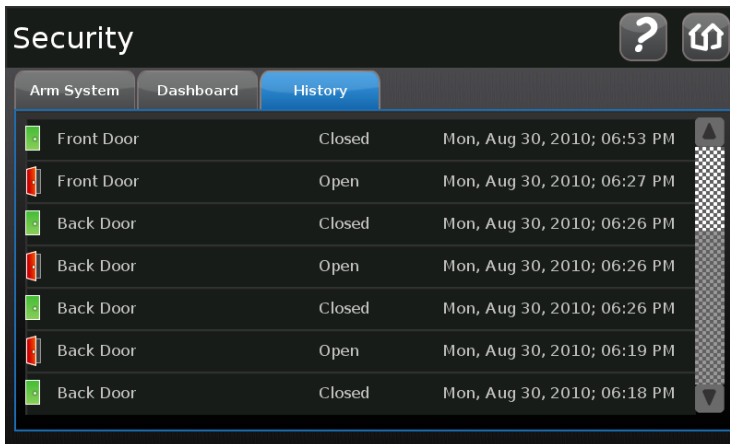 Security ?
Arm System Dashboard History
Front Door Closed Mon, Aug 30, 2010; 06:53 PM
Front Door Open Mon, Aug 30, 2010; 06:27 PM
Back Door Closed Mon, Aug 30, 2010; 06:26 PM
Back Door Open Mon, Aug 30, 2010; 06:26 PM
Back Door Closed Mon, Aug 30, 2010; 06:26 PM
Back Door Open Mon, Aug 30, 2010; 06:19 PM
Back Door Closed Mon, Aug 30, 2010; 06:18 PM